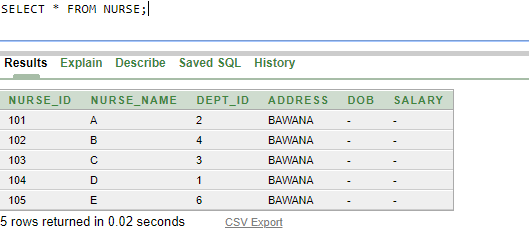 SELECT * FROM NURSE;
Results Explain Describe Saved SQL History
NURSE_ID NURSE_NAME DEPT_ID ADDRESS DOB SALARY
101 A 2 BAWANA - -
102 B 4 BAWANA - -
103 C 3 BAWANA - -
104 D 1 BAWANA - -
105 E 6 BAWANA - -
5 rows returned in 0.02 seconds CSV Export